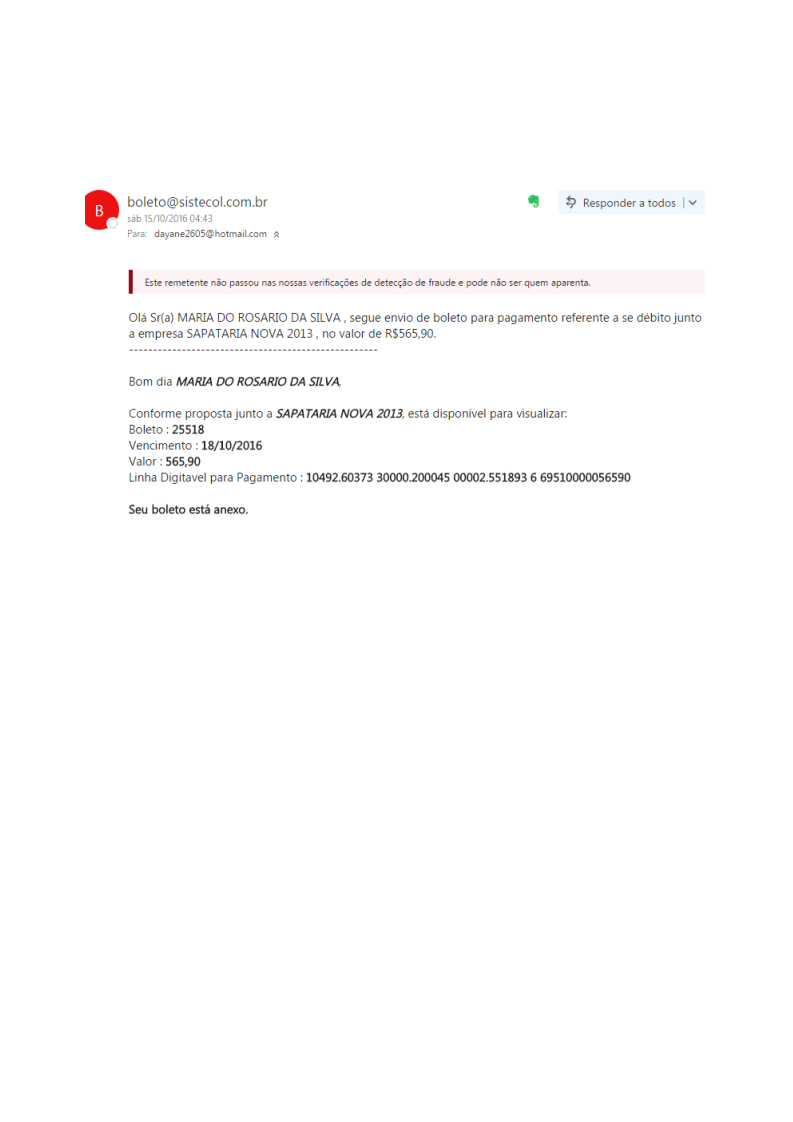 B
boleto@sistecol.com.br
Responder a todos
sáb 15/10/2016 04:43
Para: dayane2605@hotmail.com
Este remetente não passou nas nossas verificações de detecção de fraude e pode não ser quem aparenta.
Olá Sr(a) MARIA DO ROSARIO DA SILVA , segue envio de boleto para pagamento referente a se débito junto
a empresa SAPATARIA NOVA 2013 , no valor de R$565,90.
----------------------------------------------------
Bom dia MARIA DO ROSARIO DA SILVA,
Conforme proposta junto a SAPATARIA NOVA 2013, está disponível para visualizar:
Boleto : 25518
Vencimento : 18/10/2016
Valor : 565,90
Linha Digitavel para Pagamento : 10492.60373 30000.200045 00002.551893 6 69510000056590
Seu boleto está anexo.